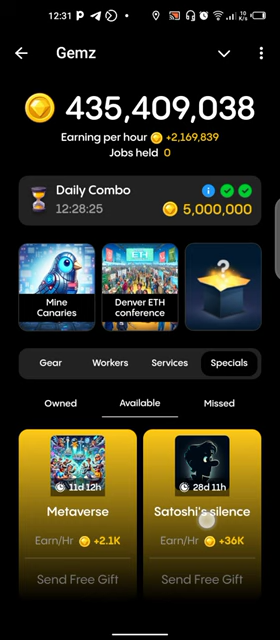 12:31
Gemz
435,409,038
Earning per hour +2,169,839
Jobs held 0
Daily Combo
12:28:25
5,000,000
ETH
Mine Canaries
Denver ETH conference
?
Gear Workers Services Specials
Owned Available Missed
11d 12h
28d 11h
Metaverse
Satoshi's silence
Earn/Hr +2.1K
Earn/Hr +36K
Send Free Gift
Send Free Gift